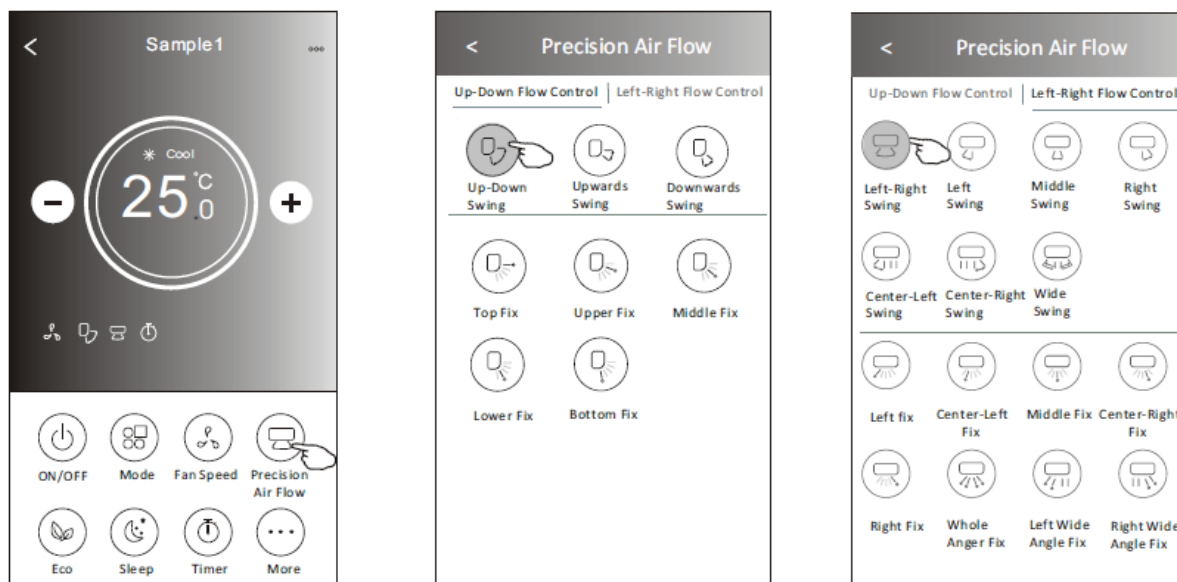 < Sample1
Cool
25.0 °C
− +
ON/OFF Mode Fan Speed Precision
Air Flow
Eco Sleep Timer More
< Precision Air Flow
Up-Down Flow Control | Left-Right Flow Control
Up-Down Upwards Downwards
Swing Swing Swing
Top Fix Upper Fix Middle Fix
Lower Fix Bottom Fix
< Precision Air Flow
Up-Down Flow Control | Left-Right Flow Control
Left-Right Left Middle Right
Swing Swing Swing Swing
Center-Left Center-Right Wide
Swing Swing Swing
Left fix Center-Left Middle Fix Center-Right
Fix Fix
Right Fix Whole Left Wide Right Wide
Anger Fix Angle Fix Angle Fix